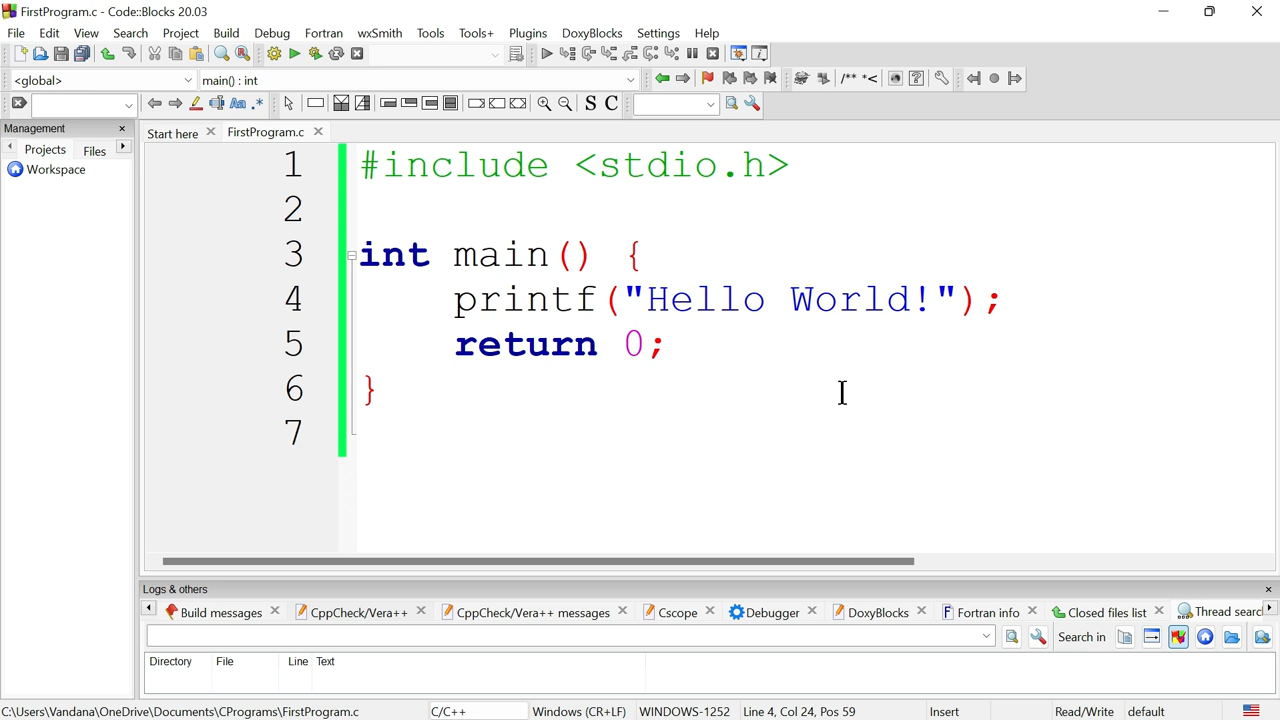 FirstProgram.c - Code::Blocks 20.03
File Edit View Search Project Build Debug Fortran wxSmith Tools Tools+ Plugins DoxyBlocks Settings Help
<global> main() : int
/** *<
Aa .* S C
Management
Projects Files
Workspace
Start here FirstProgram.c
1 #include <stdio.h>
2
3 int main() {
4 printf("Hello World!");
5 return 0;
6 }
7
Logs & others
Build messages CppCheck/Vera++ CppCheck/Vera++ messages Cscope Debugger DoxyBlocks Fortran info Closed files list Thread searc
Search in
Directory File Line Text
C:\Users\Vandana\OneDrive\Documents\CPrograms\FirstProgram.c C/C++ Windows (CR+LF) WINDOWS-1252 Line 4, Col 24, Pos 59 Insert Read/Write default